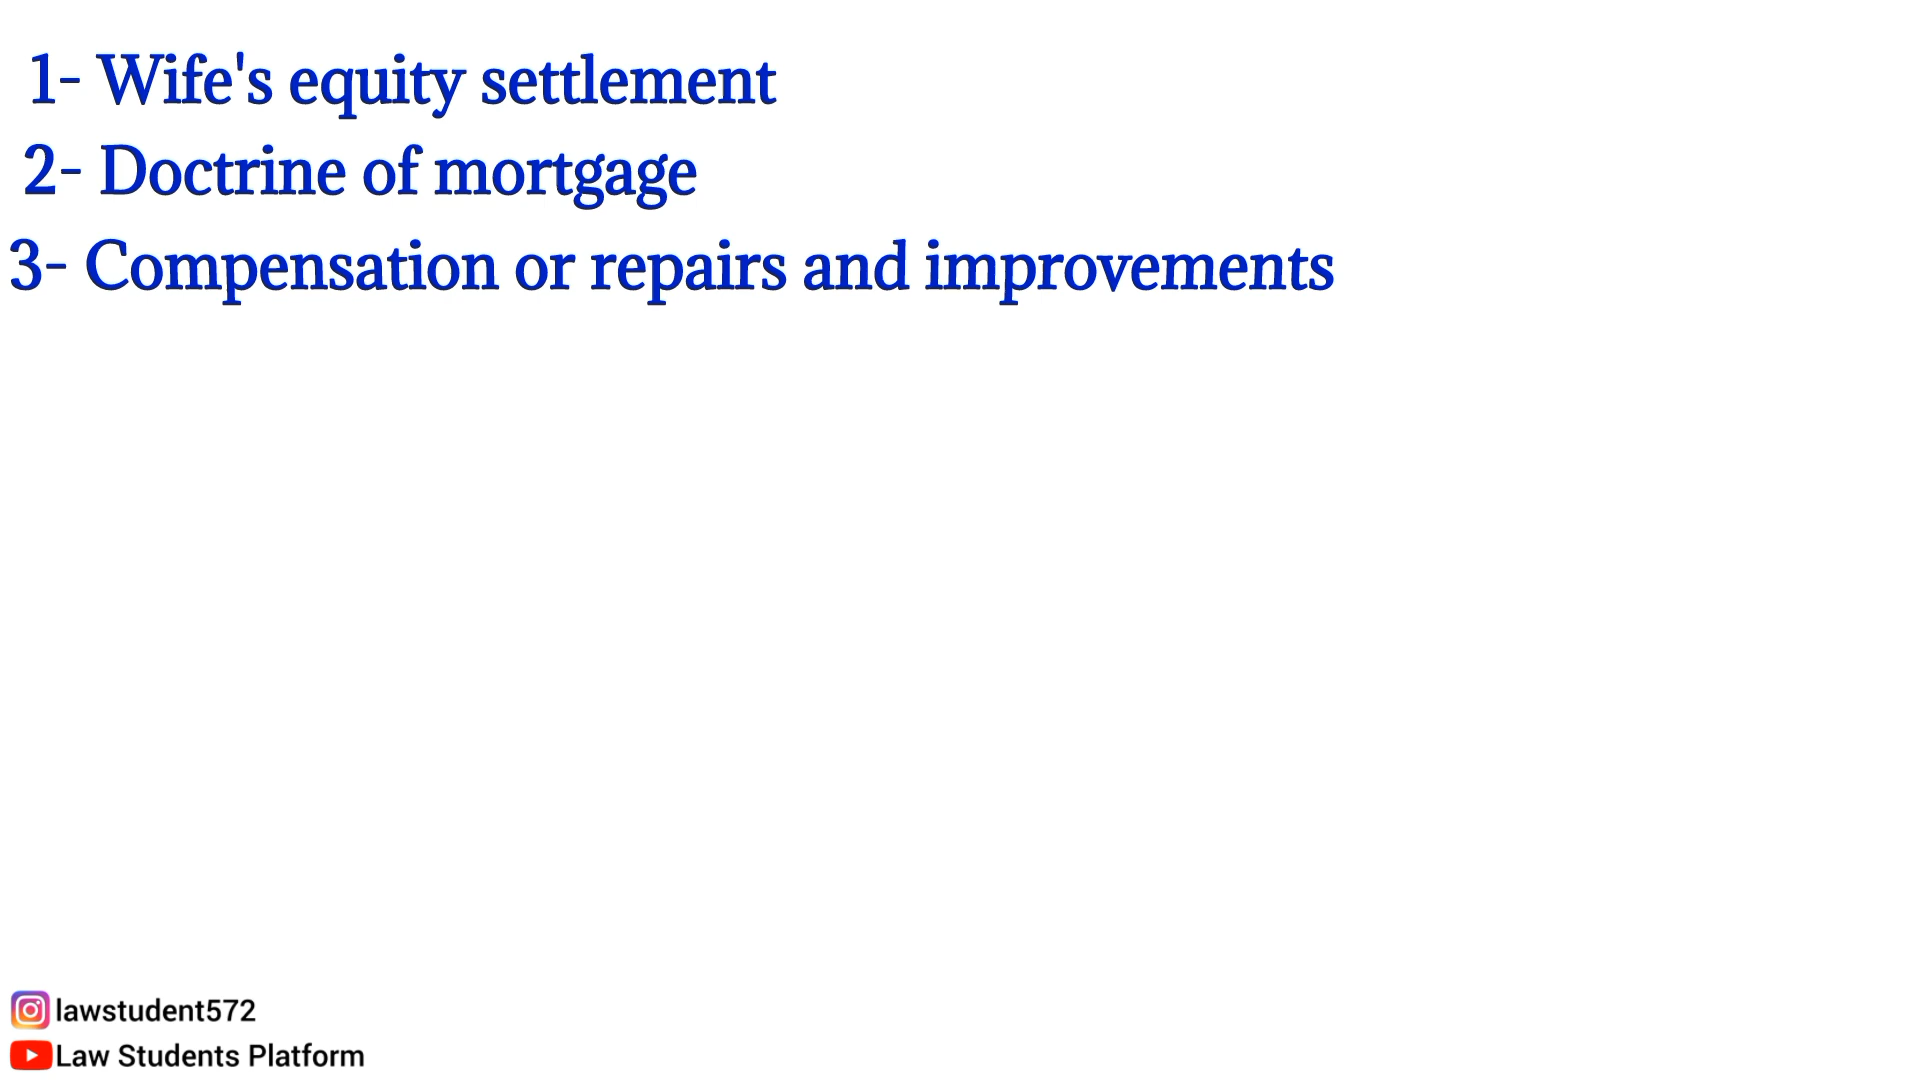 1- Wife's equity settlement
2- Doctrine of mortgage
3- Compensation or repairs and improvements
lawstudent572
Law Students Platform